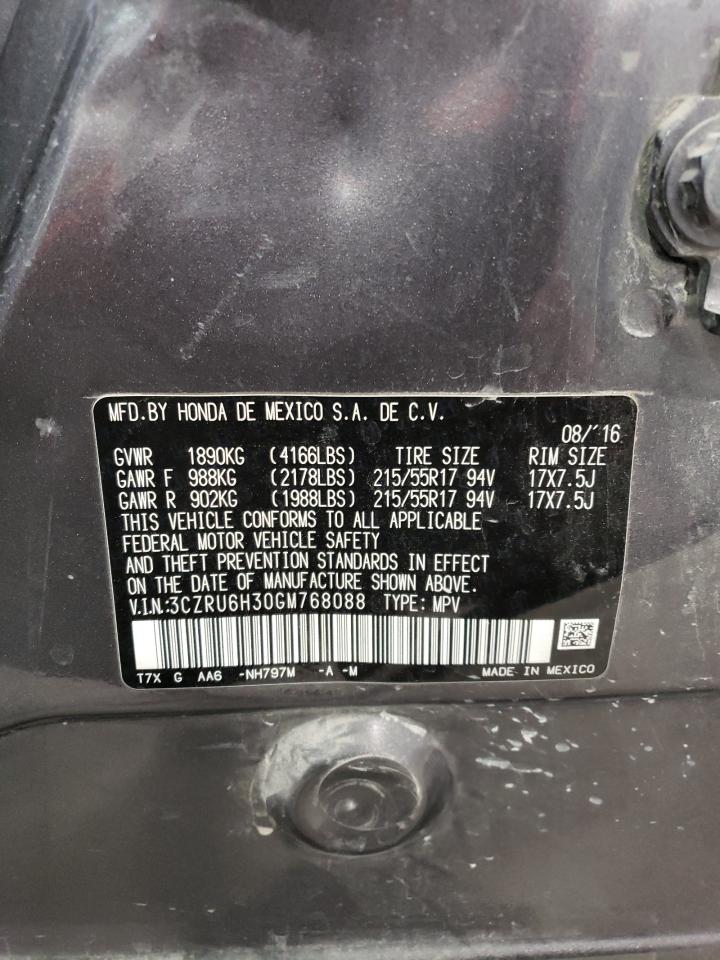 MFD.BY HONDA DE MEXICO S.A. DE C.V.
08/'16
GVWR 1890KG (4166LBS) TIRE SIZE RIM SIZE
GAWR F 988KG (2178LBS) 215/55R17 94V 17X7.5J
GAWR R 902KG (1988LBS) 215/55R17 94V 17X7.5J
THIS VEHICLE CONFORMS TO ALL APPLICABLE
FEDERAL MOTOR VEHICLE SAFETY
AND THEFT PREVENTION STANDARDS IN EFFECT
ON THE DATE OF MANUFACTURE SHOWN ABOVE.
V.I.N.:3CZRU6H30GM768088 TYPE: MPV
T7X G AA6 -NH797M -A -M MADE IN MEXICO